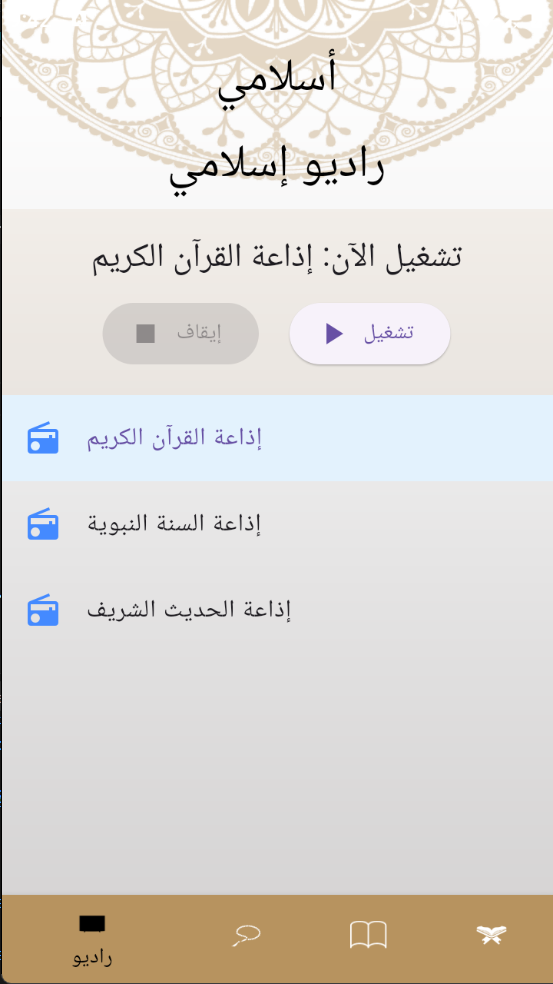 أسلامي
راديو إسلامي
تشغيل الآن: إذاعة القرآن الكريم
تشغيل
إيقاف
إذاعة القرآن الكريم
إذاعة السنة النبوية
إذاعة الحديث الشريف
راديو